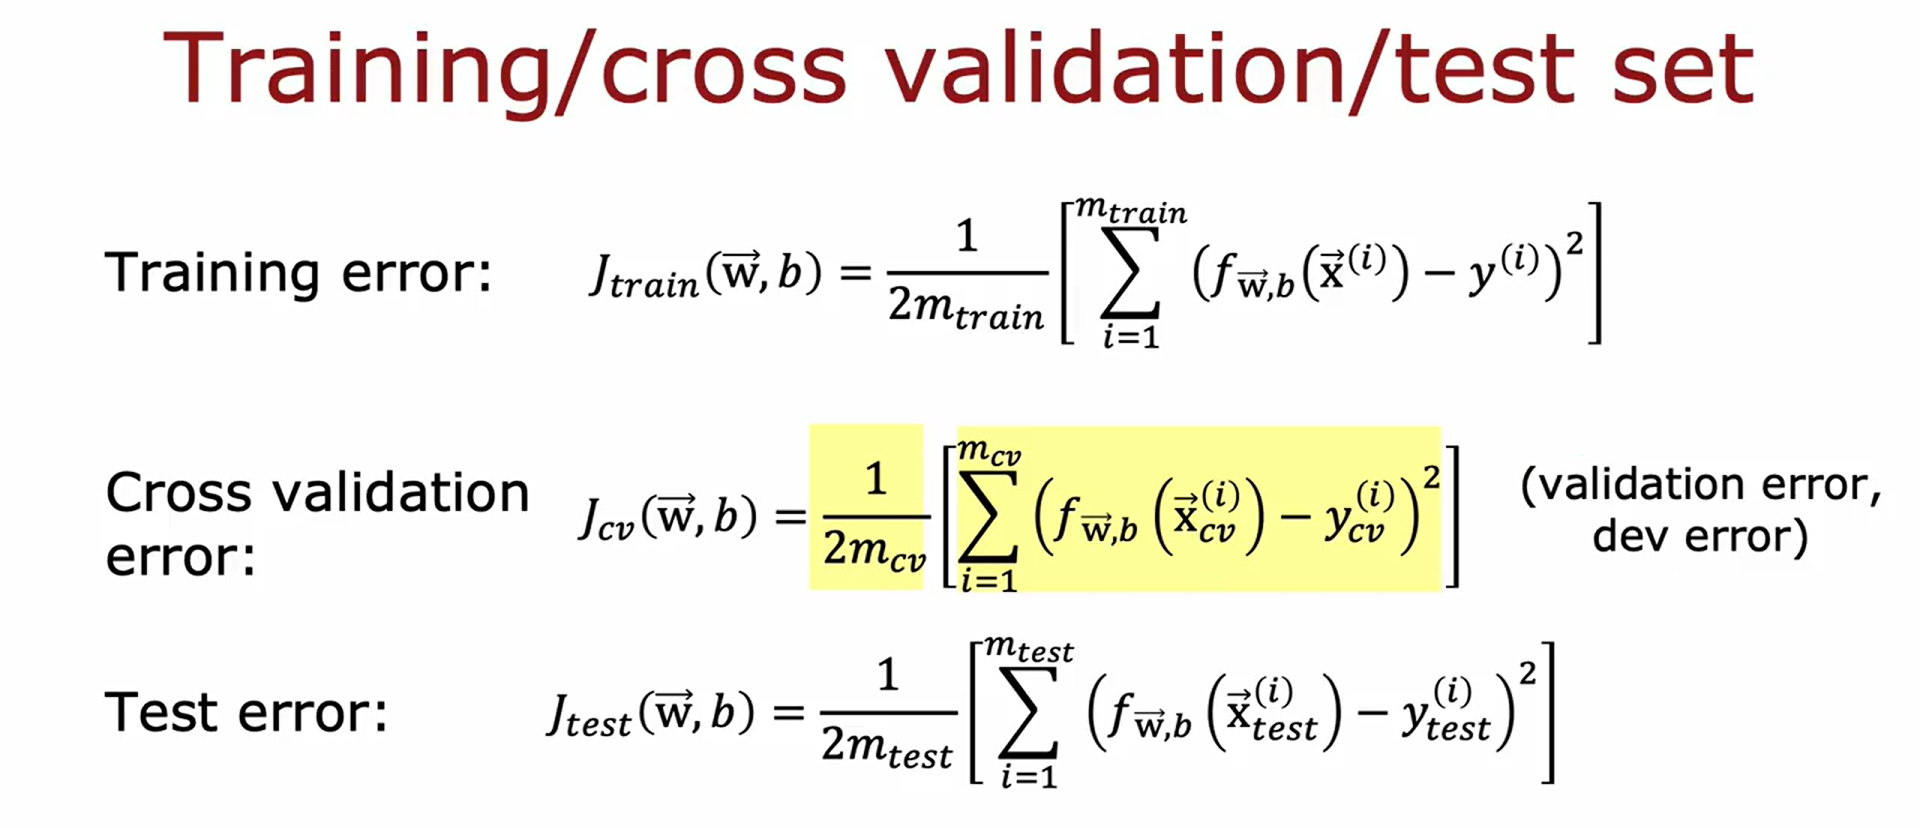 Training/cross validation/test set
Training error: J_{train}(\vec{w}, b) = \frac{1}{2m_{train}} \left[ \sum_{i=1}^{m_{train}} (f_{\vec{w},b}(\vec{x}^{(i)}) - y^{(i)})^2 \right]
Cross validation error: J_{cv}(\vec{w}, b) = \frac{1}{2m_{cv}} \left[ \sum_{i=1}^{m_{cv}} \left( f_{\vec{w},b} \left( \vec{x}_{cv}^{(i)} \right) - y_{cv}^{(i)} \right)^2 \right] (validation error, dev error)
Test error: J_{test}(\vec{w}, b) = \frac{1}{2m_{test}} \left[ \sum_{i=1}^{m_{test}} \left( f_{\vec{w},b} \left( \vec{x}_{test}^{(i)} \right) - y_{test}^{(i)} \right)^2 \right]